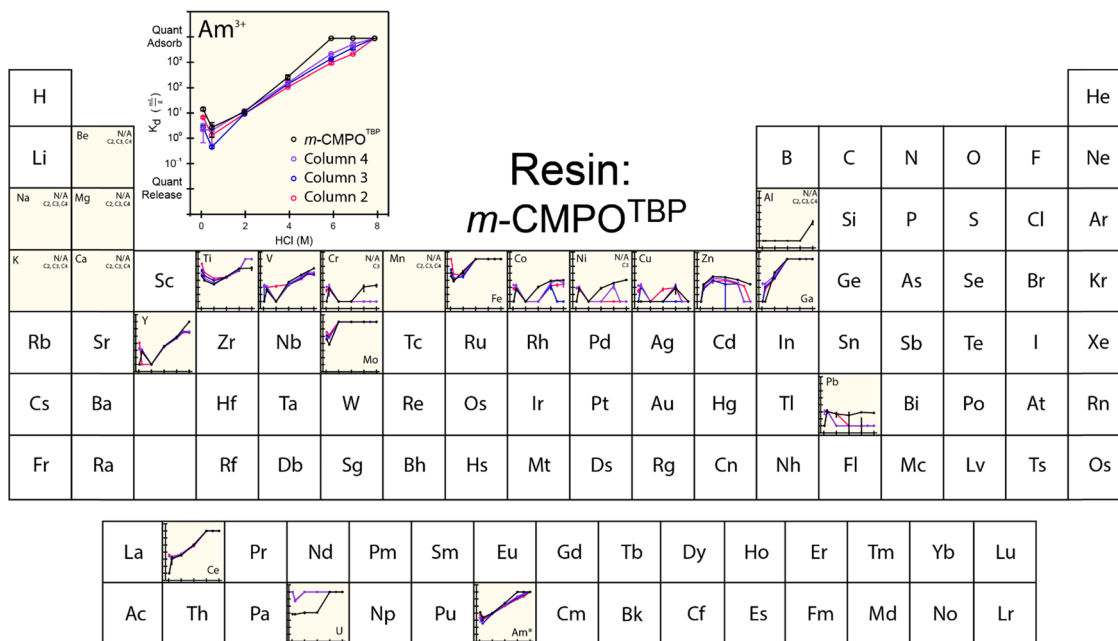 Am³⁺
Quant
Adsorb
10³
10²
10¹
10⁰
10⁻¹
Quant
Release
K_d (mL/g)
0 2 4 6 8
HCl (M)
m-CMPO^TBP
Column 4
Column 3
Column 2
Resin:
m-CMPO^TBP
H He
Li Be N/A C2, C3, C4 B C N O F Ne
Na N/A C2, C3, C4 Mg N/A C2, C3, C4 Al N/A C2, C3, C4 Si P S Cl Ar
K N/A C2, C3, C4 Ca N/A C2, C3, C4 Sc Ti V Cr N/A C3 Mn N/A C2, C3, C4 Fe Co Ni N/A C3 Cu Zn Ga Ge As Se Br Kr
Rb Sr Y Zr Nb Mo Tc Ru Rh Pd Ag Cd In Sn Sb Te I Xe
Cs Ba Hf Ta W Re Os Ir Pt Au Hg Tl Pb Bi Po At Rn
Fr Ra Rf Db Sg Bh Hs Mt Ds Rg Cn Nh Fl Mc Lv Ts Os
La Ce Pr Nd Pm Sm Eu Gd Tb Dy Ho Er Tm Yb Lu
Ac Th Pa U Np Pu Am* Cm Bk Cf Es Fm Md No Lr